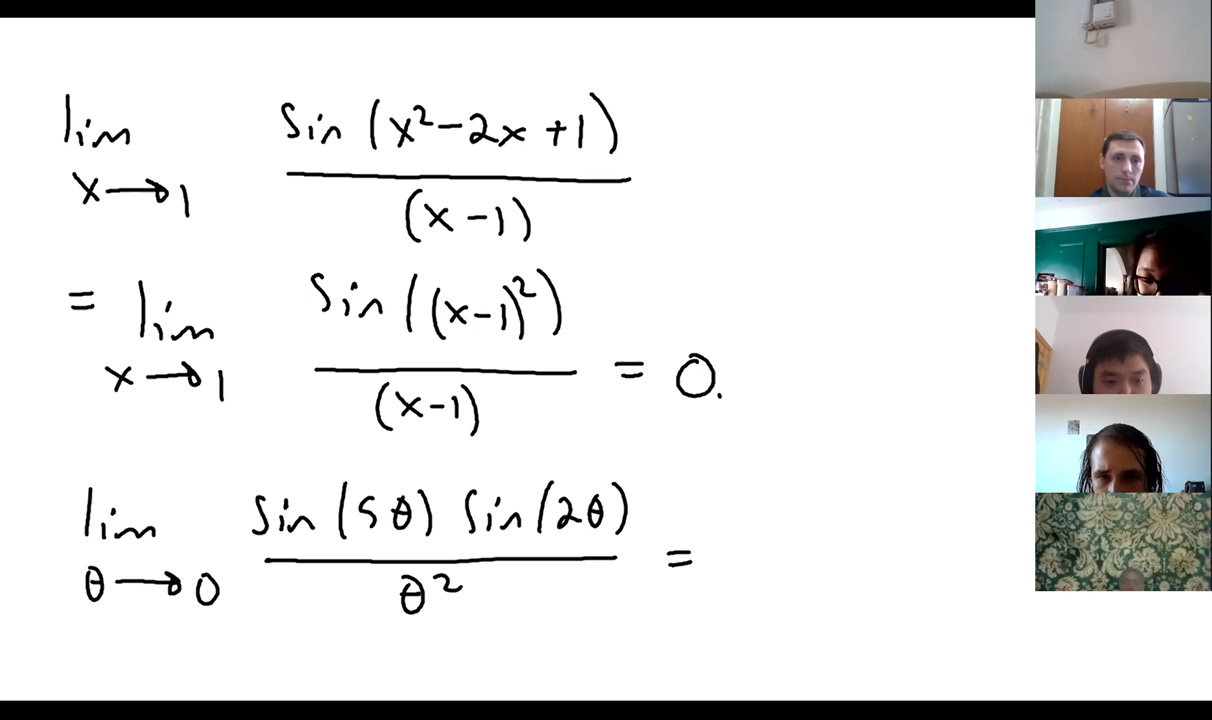 lim x→1 sin(x²-2x+1) / (x-1)
= lim x→1 sin((x-1)²) / (x-1) = 0.
lim θ→0 sin(5θ) sin(2θ) / θ² =